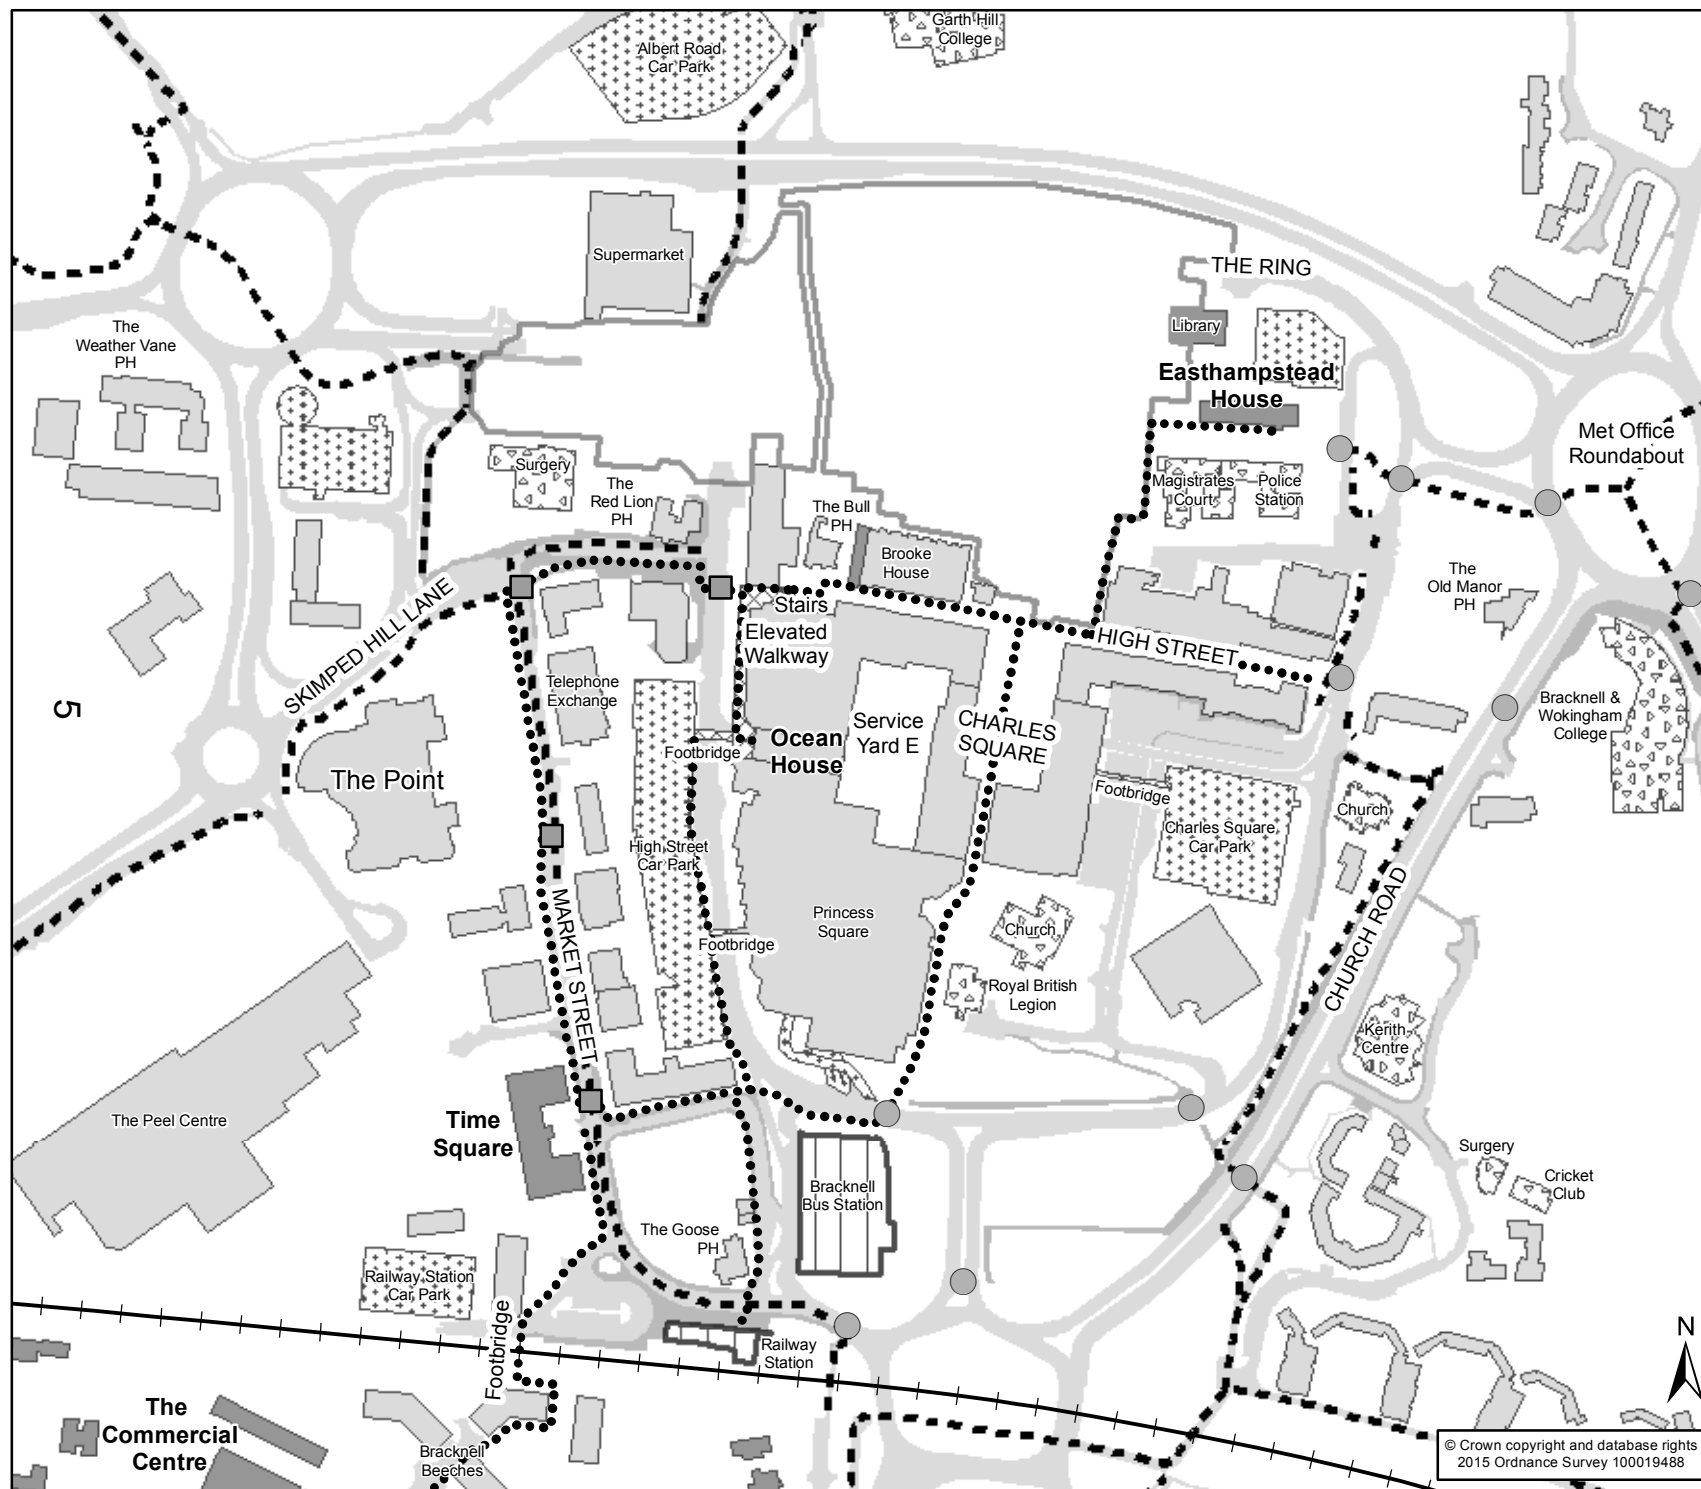 Garth Hill
College
Albert Road
Car Park
Supermarket
THE RING
The
Weather Vane
PH
Library
Easthampstead
House
Met Office
Roundabout
Surgery
The
Red Lion
PH
The Bull
PH
Magistrates
Court
Police
Station
Brooke
House
The
Old Manor
PH
Stairs
Elevated
Walkway
SKIMPED HILL LANE
HIGH STREET
Telephone
Exchange
5
Bracknell &
Wokingham
College
Service
Yard E
CHARLES
SQUARE
Footbridge
Ocean
House
The Point
Footbridge
Church
Charles Square
Car Park
High Street
Car Park
MARKET STREET
Princess
Square
Church
Footbridge
CHURCH ROAD
Royal British
Legion
Kerith
Centre
The Peel Centre
Time
Square
Surgery
Cricket
Club
Bracknell
Bus Station
The Goose
PH
Railway Station
Car Park
Footbridge
Railway
Station
N
The
Commercial
Centre
Bracknell
Beeches
© Crown copyright and database rights
2015 Ordnance Survey 100019488